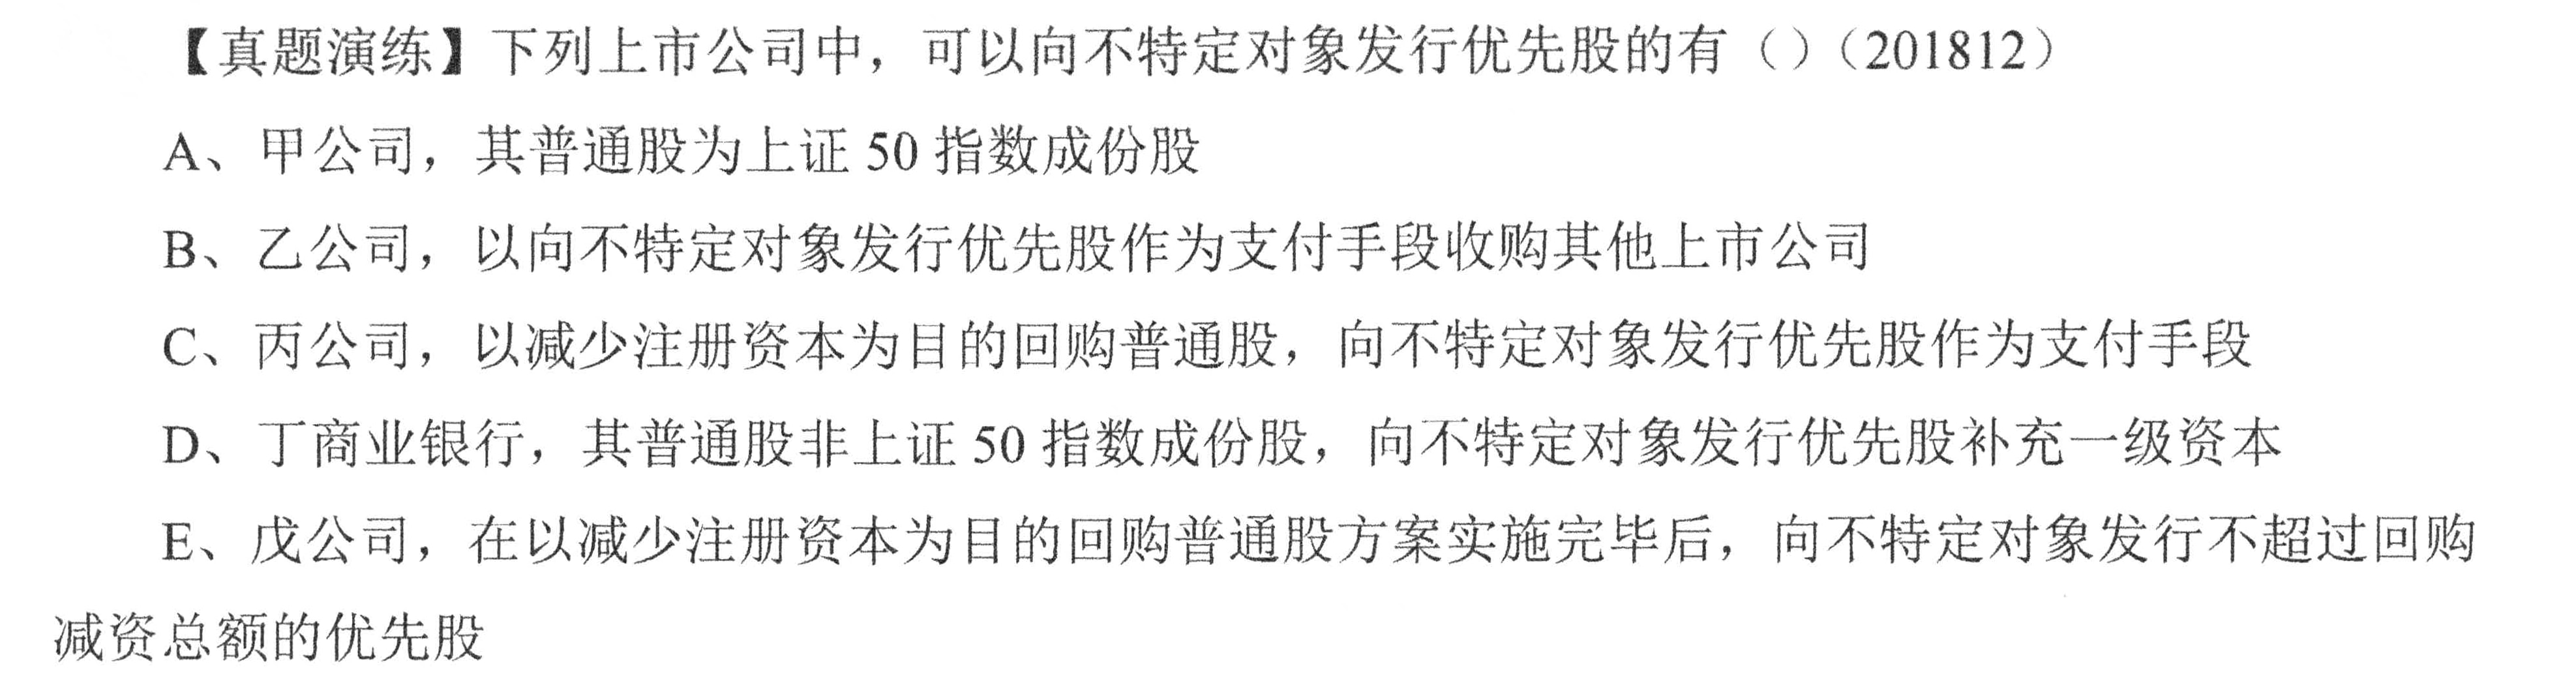 【真题演练】下列上市公司中，可以向不特定对象发行优先股的有（）（201812）
A、甲公司，其普通股为上证 50 指数成份股
B、乙公司，以向不特定对象发行优先股作为支付手段收购其他上市公司
C、丙公司，以减少注册资本为目的回购普通股，向不特定对象发行优先股作为支付手段
D、丁商业银行，其普通股非上证 50 指数成份股，向不特定对象发行优先股补充一级资本
E、戊公司，在以减少注册资本为目的回购普通股方案实施完毕后，向不特定对象发行不超过回购
减资总额的优先股